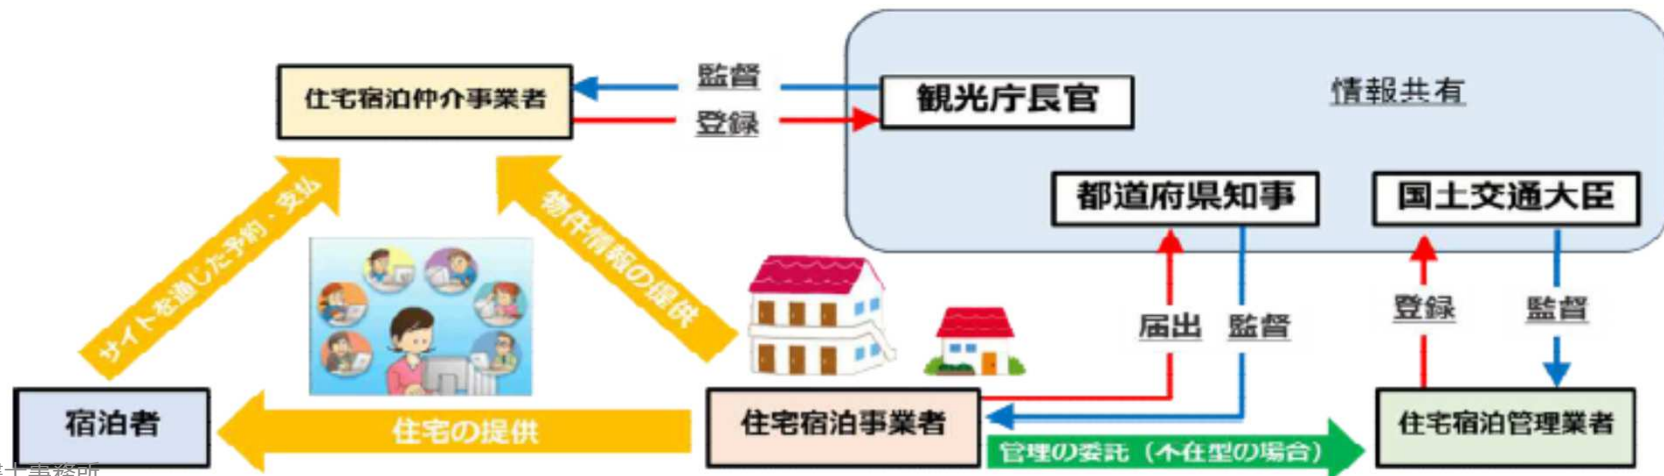 監督
住宅宿泊仲介事業者
観光庁長官
情報共有
登録
都道府県知事
国土交通大臣
サイトを通じた予約・支払
物件情報の提供
届出
監督
登録
監督
宿泊者
住宅の提供
住宅宿泊事業者
管理の委託（不在型の場合）
住宅宿泊管理業者
士事務所